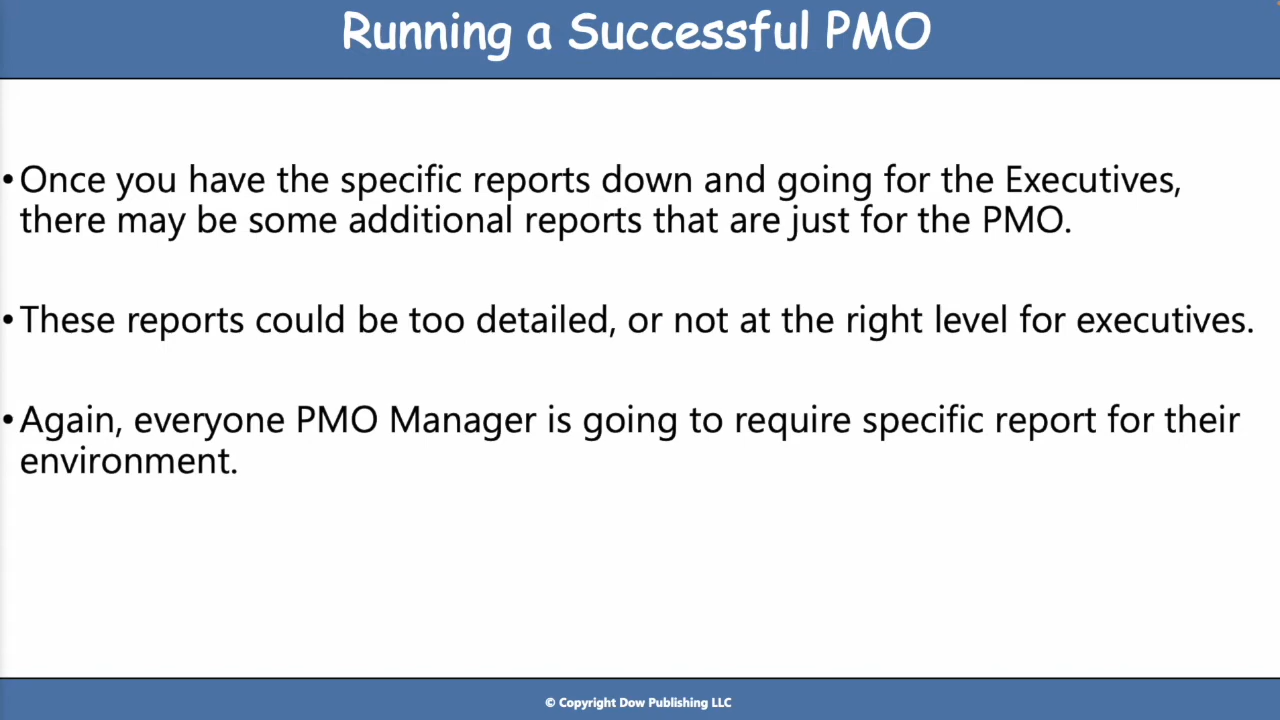 Running a Successful PMO
•Once you have the specific reports down and going for the Executives,
there may be some additional reports that are just for the PMO.
•These reports could be too detailed, or not at the right level for executives.
•Again, everyone PMO Manager is going to require specific report for their
environment.
© Copyright Dow Publishing LLC